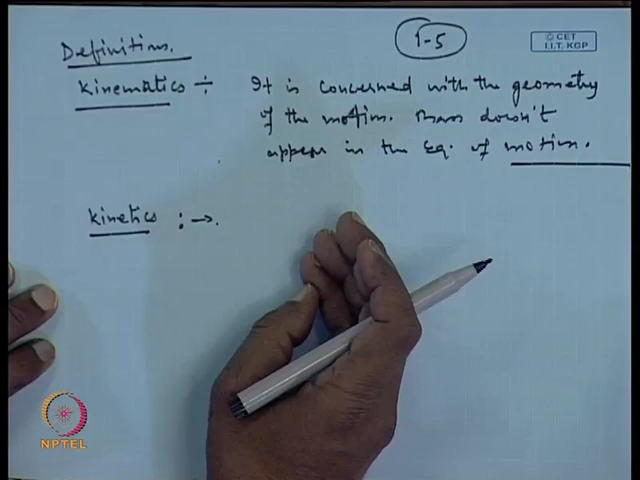 Definitions.
1-5
© CET
I.I.T. KGP
Kinematics ÷ It is concerned with the geometry
of the motion. Mass doesn't
appear in the Eq. of motion.
Kinetics : →.
NPTEL